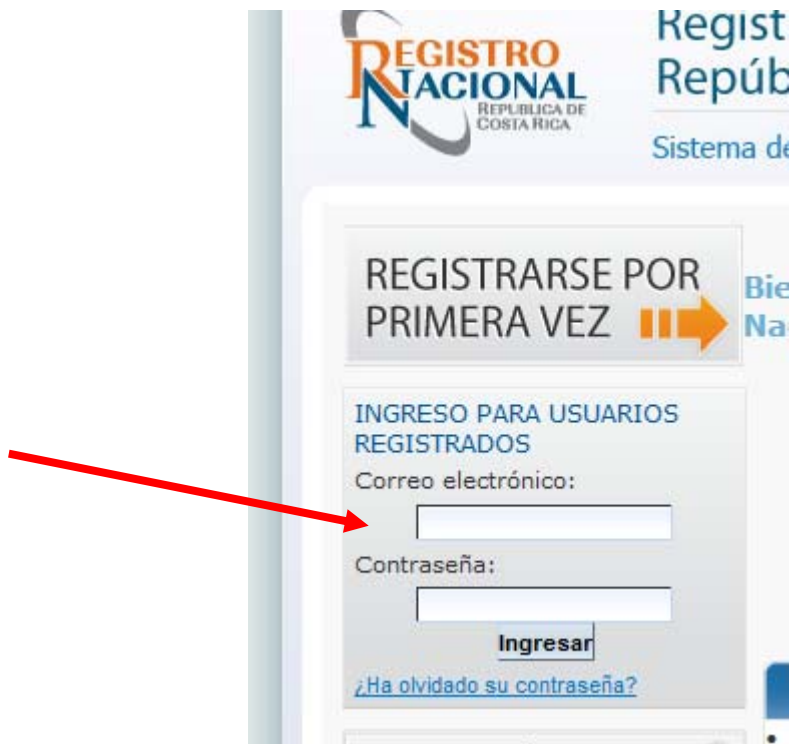 REGISTRO
NACIONAL
REPUBLICA DE
COSTA RICA
Regist
Repúb
Sistema de
REGISTRARSE POR
PRIMERA VEZ
Bie
Na
INGRESO PARA USUARIOS
REGISTRADOS
Correo electrónico:
Contraseña:
Ingresar
¿Ha olvidado su contraseña?